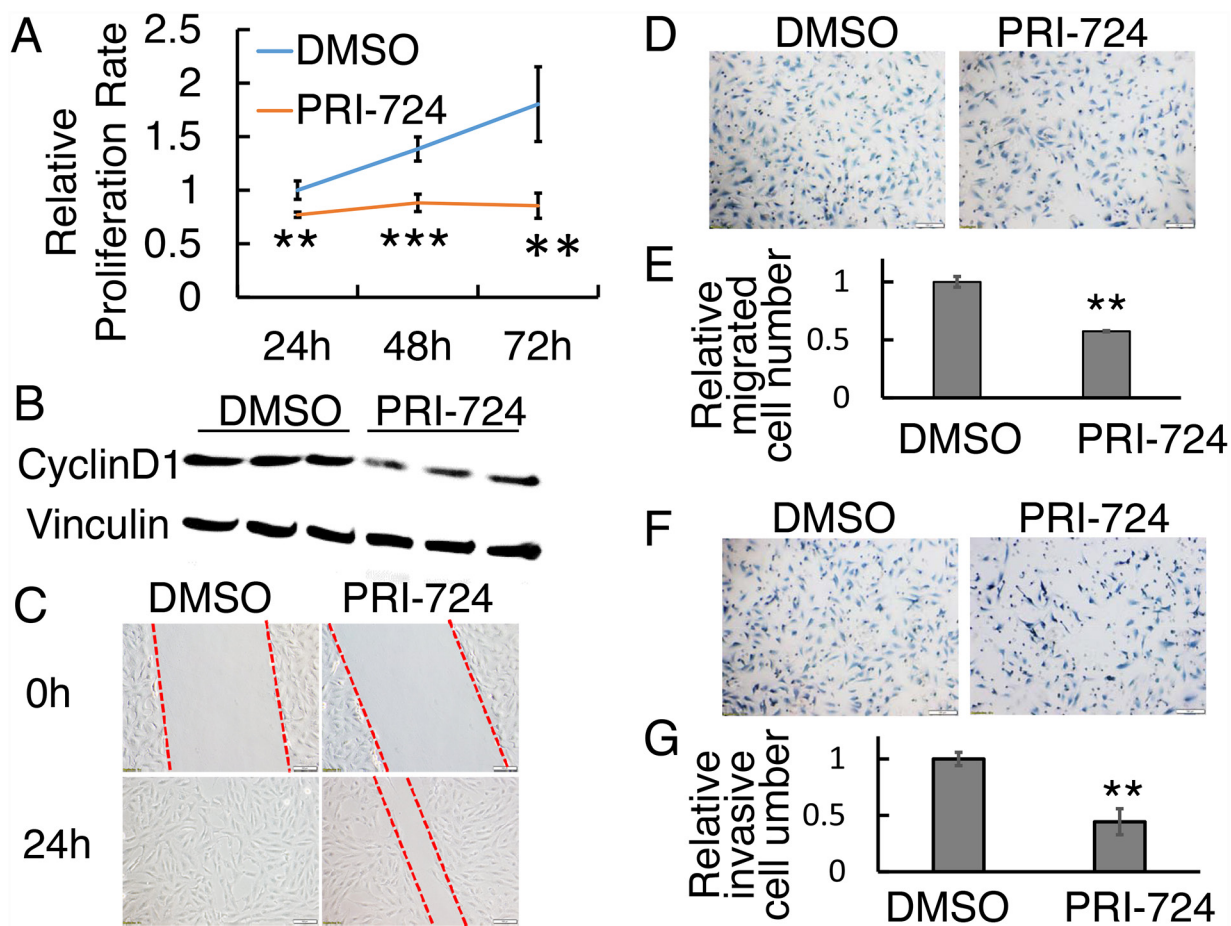 A
Relative
Proliferation Rate
2.5
2
1.5
1
0.5
0
DMSO
PRI-724
** *** **
24h 48h 72h
B
DMSO PRI-724
CyclinD1
Vinculin
C
DMSO PRI-724
0h
24h
D
DMSO PRI-724
E
Relative
migrated
cell number
1
0.5
0
**
DMSO PRI-724
F
DMSO PRI-724
G
Relative
invasive
cell umber
1
0.5
0
**
DMSO PRI-724